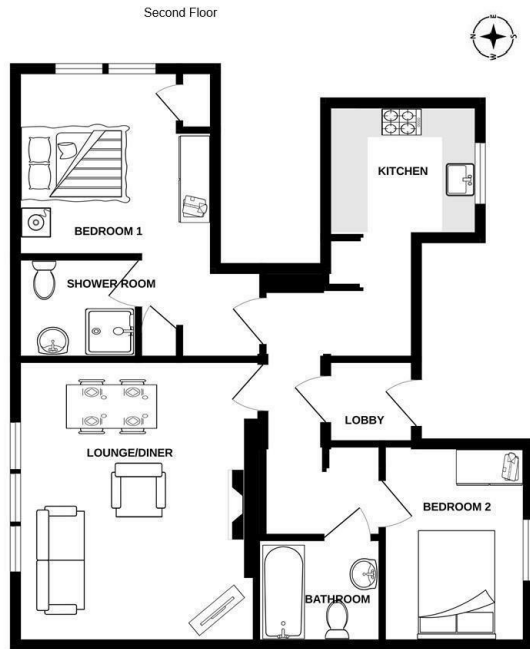 Second Floor
N
E
S
W
KITCHEN
BEDROOM 1
SHOWER ROOM
LOBBY
LOUNGE/DINER
BEDROOM 2
BATHROOM